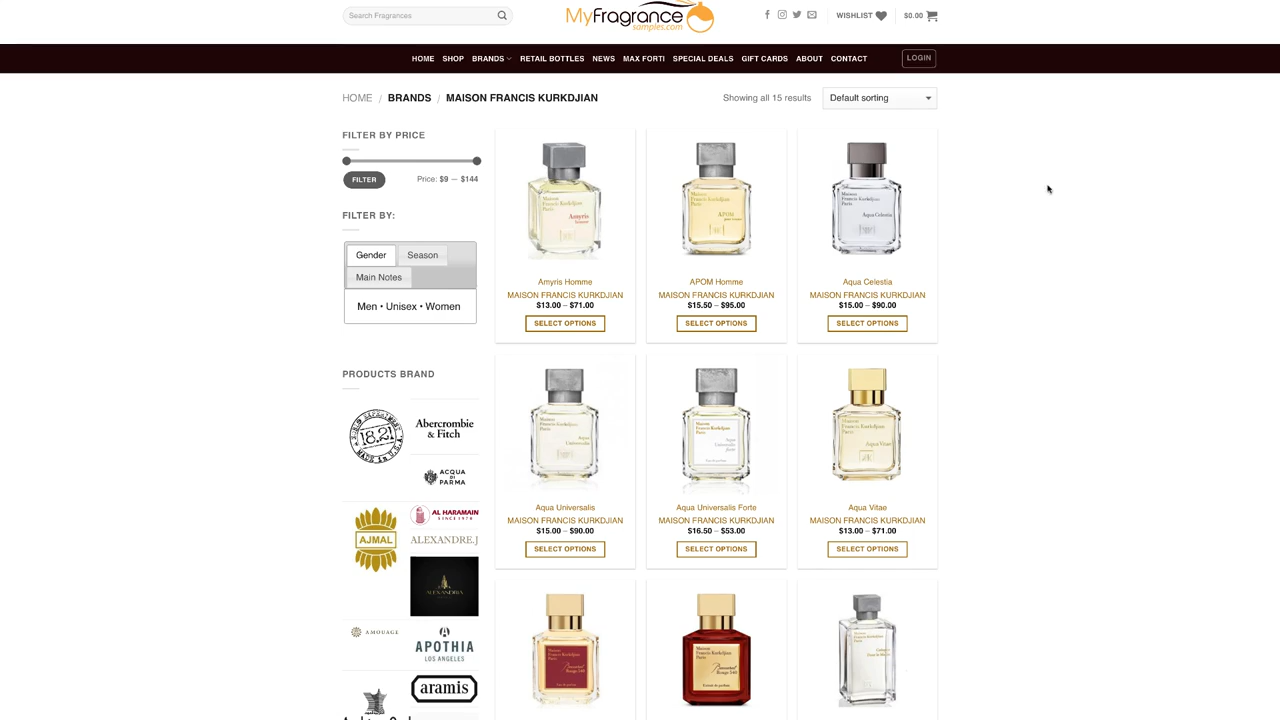 Search Fragrances
MyFragrance
samples.com
WISHLIST
$0.00
HOME SHOP BRANDS RETAIL BOTTLES NEWS MAX FORTI SPECIAL DEALS GIFT CARDS ABOUT CONTACT
LOGIN
HOME / BRANDS / MAISON FRANCIS KURKDJIAN
Showing all 15 results
Default sorting
FILTER BY PRICE
FILTER
Price: $9 — $144
FILTER BY:
Gender
Season
Main Notes
Men • Unisex • Women
PRODUCTS BRAND
18.21
Abercrombie
& Fitch
ACQUA
DI
PARMA
AJMAL
AL HARAMAIN
SINCE 1970
ALEXANDRE.J
ALEXANDRIA
AMOUAGE
APOTHIA
LOS ANGELES
aramis
Amyris Homme
MAISON FRANCIS KURKDJIAN
$13.00 – $71.00
SELECT OPTIONS
APOM Homme
MAISON FRANCIS KURKDJIAN
$15.50 – $95.00
SELECT OPTIONS
Aqua Celestia
MAISON FRANCIS KURKDJIAN
$15.00 – $90.00
SELECT OPTIONS
Aqua Universalis
MAISON FRANCIS KURKDJIAN
$15.00 – $90.00
SELECT OPTIONS
Aqua Universalis Forte
MAISON FRANCIS KURKDJIAN
$16.50 – $53.00
SELECT OPTIONS
Aqua Vitae
MAISON FRANCIS KURKDJIAN
$13.00 – $71.00
SELECT OPTIONS